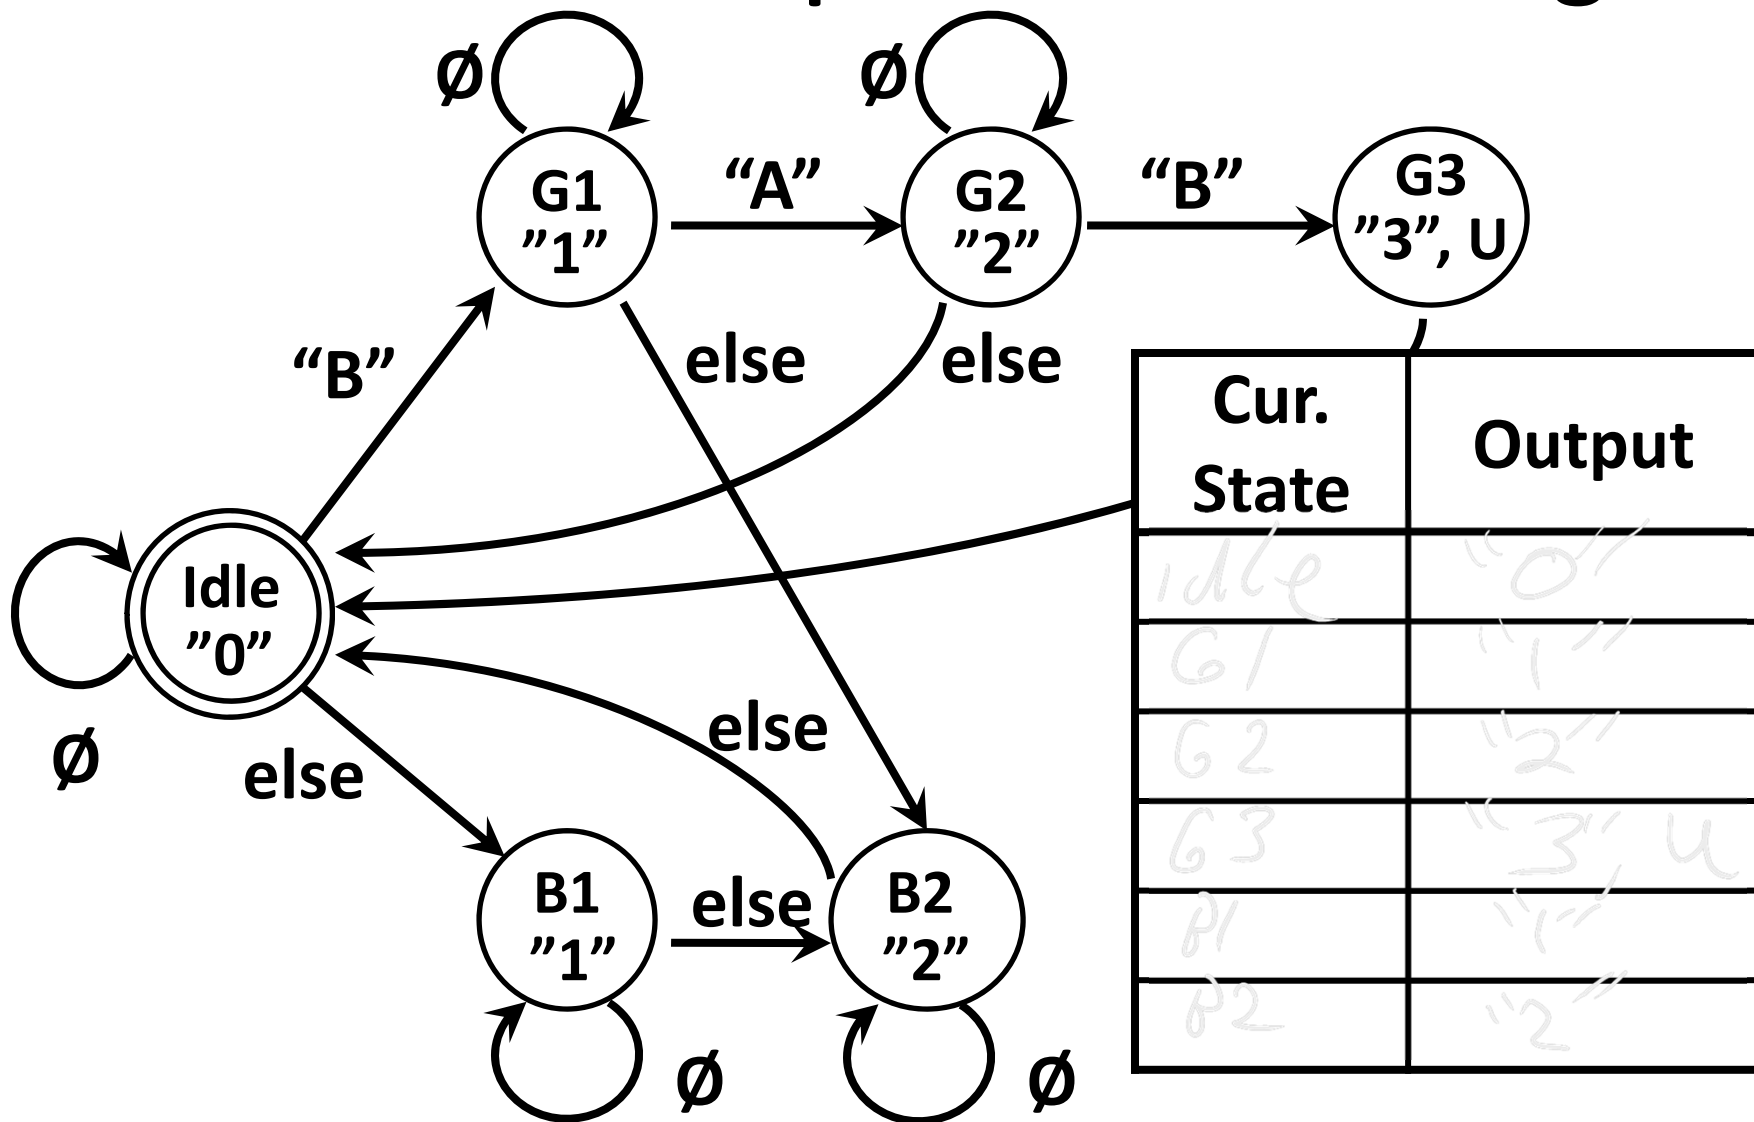 Ø
Ø
G1
”1”
“A”
G2
”2”
“B”
G3
”3”, U
“B”
else
else
Cur.
State
Output
Idle
”0”
Ø
else
else
B1
”1”
else
B2
”2”
Ø
Ø
idle “0”
G1 “1”
G2 “2”
G3 “3” U
B1 “1”
B2 “2”